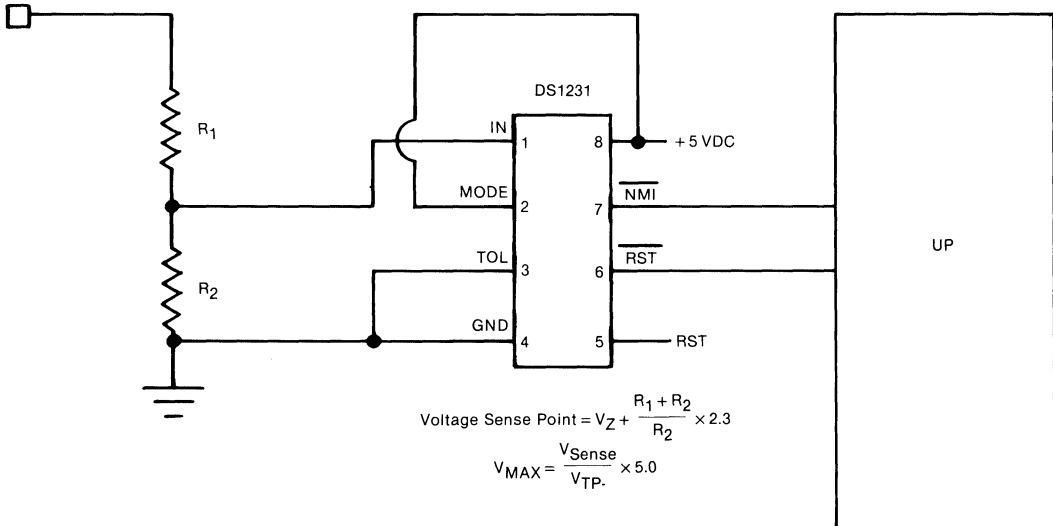 DS1231
R1
R2
IN
1
8
+5 VDC
MODE
2
7
NMI
TOL
3
6
RST
GND
4
5
RST
UP
Voltage Sense Point = VZ + R1 + R2 / R2 × 2.3
VMAX = VSense / VTP- × 5.0